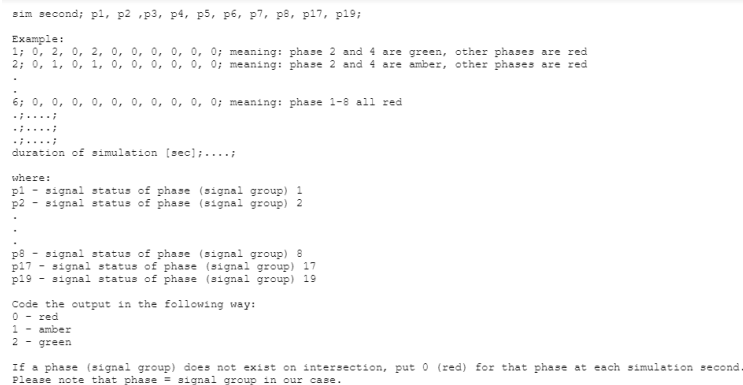 sim second; p1, p2 ,p3, p4, p5, p6, p7, p8, p17, p19;
Example:
1; 0, 2, 0, 2, 0, 0, 0, 0, 0, 0; meaning: phase 2 and 4 are green, other phases are red
2; 0, 1, 0, 1, 0, 0, 0, 0, 0, 0; meaning: phase 2 and 4 are amber, other phases are red
.
.
6; 0, 0, 0, 0, 0, 0, 0, 0, 0, 0; meaning: phase 1-8 all red
.;....;
.;....;
.;....;
duration of simulation [sec];....;
where:
p1 - signal status of phase (signal group) 1
p2 - signal status of phase (signal group) 2
.
.
.
p8 - signal status of phase (signal group) 8
p17 - signal status of phase (signal group) 17
p19 - signal status of phase (signal group) 19
Code the output in the following way:
0 - red
1 - amber
2 - green
If a phase (signal group) does not exist on intersection, put 0 (red) for that phase at each simulation second.
Please note that phase = signal group in our case.